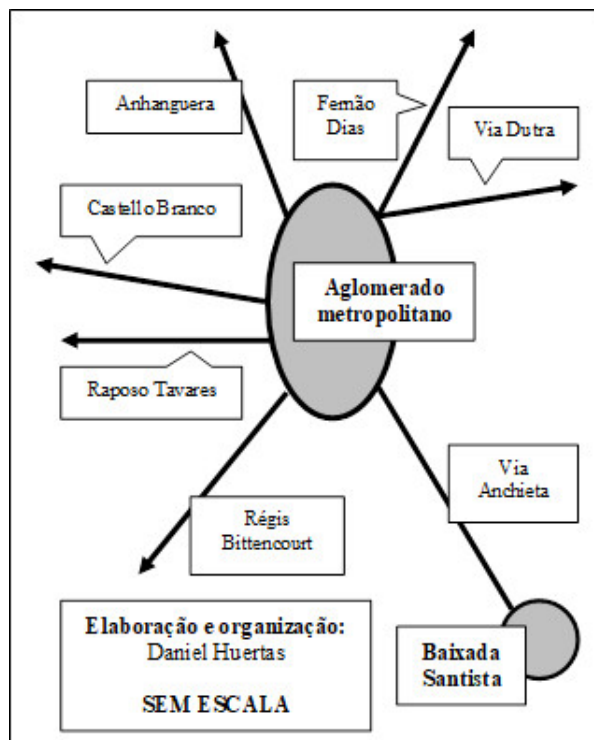 Anhanguera
Fernão
Dias
Via Dutra
Castello Branco
Aglomerado
metropolitano
Raposo Tavares
Via
Anchieta
Régis
Bittencourt
Elaboração e organização:
Daniel Huertas
SEM ESCALA
Baixada
Santista